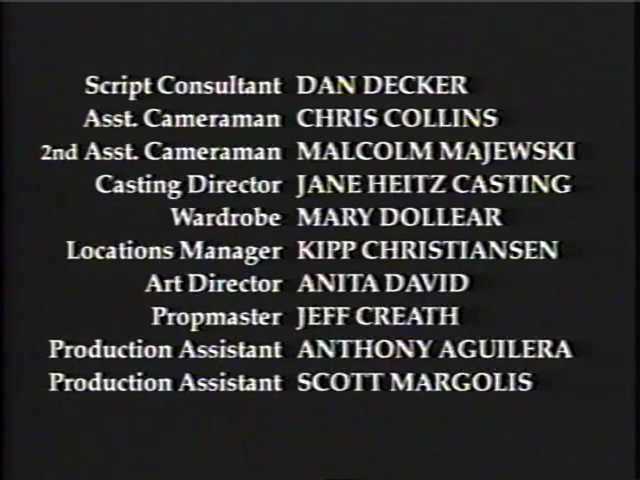 Script Consultant DAN DECKER
Asst. Cameraman CHRIS COLLINS
2nd Asst. Cameraman MALCOLM MAJEWSKI
Casting Director JANE HEITZ CASTING
Wardrobe MARY DOLLEAR
Locations Manager KIPP CHRISTIANSEN
Art Director ANITA DAVID
Propmaster JEFF CREATH
Production Assistant ANTHONY AGUILERA
Production Assistant SCOTT MARGOLIS